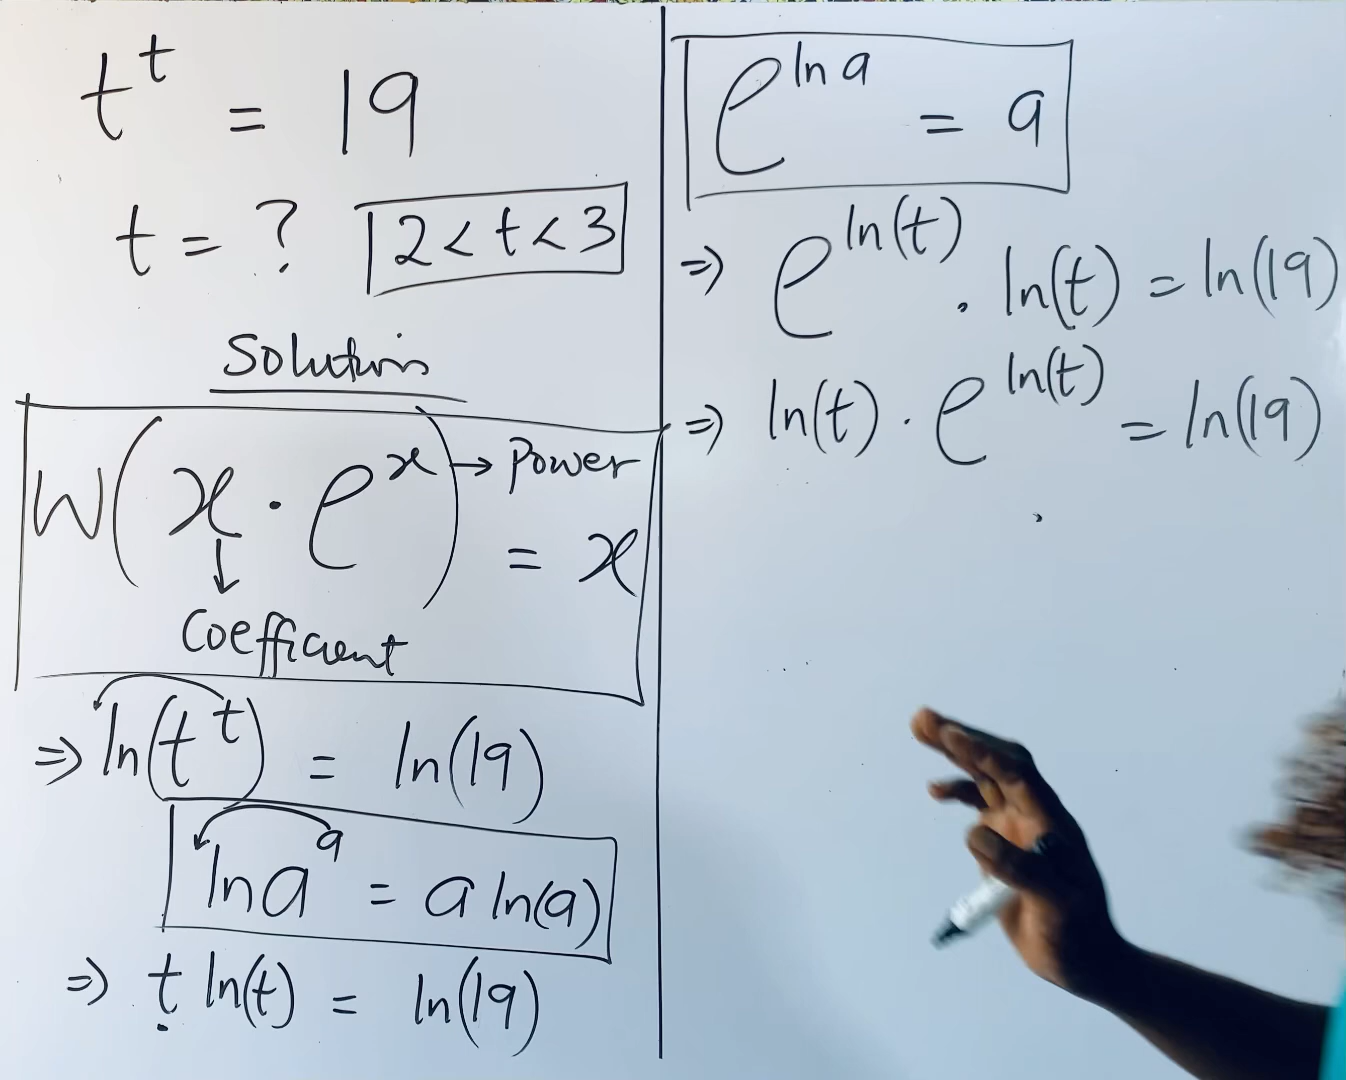 t^t = 19
t = ? 2 < t < 3
Solution
W(x · e^x) → Power
= x
↓
Coefficient
⇒ ln(t^t) = ln(19)
ln a^a = a ln(a)
⇒ t ln(t) = ln(19)
e^ln a = a
⇒ e^ln(t) . ln(t) = ln(19)
⇒ ln(t) · e^ln(t) = ln(19)